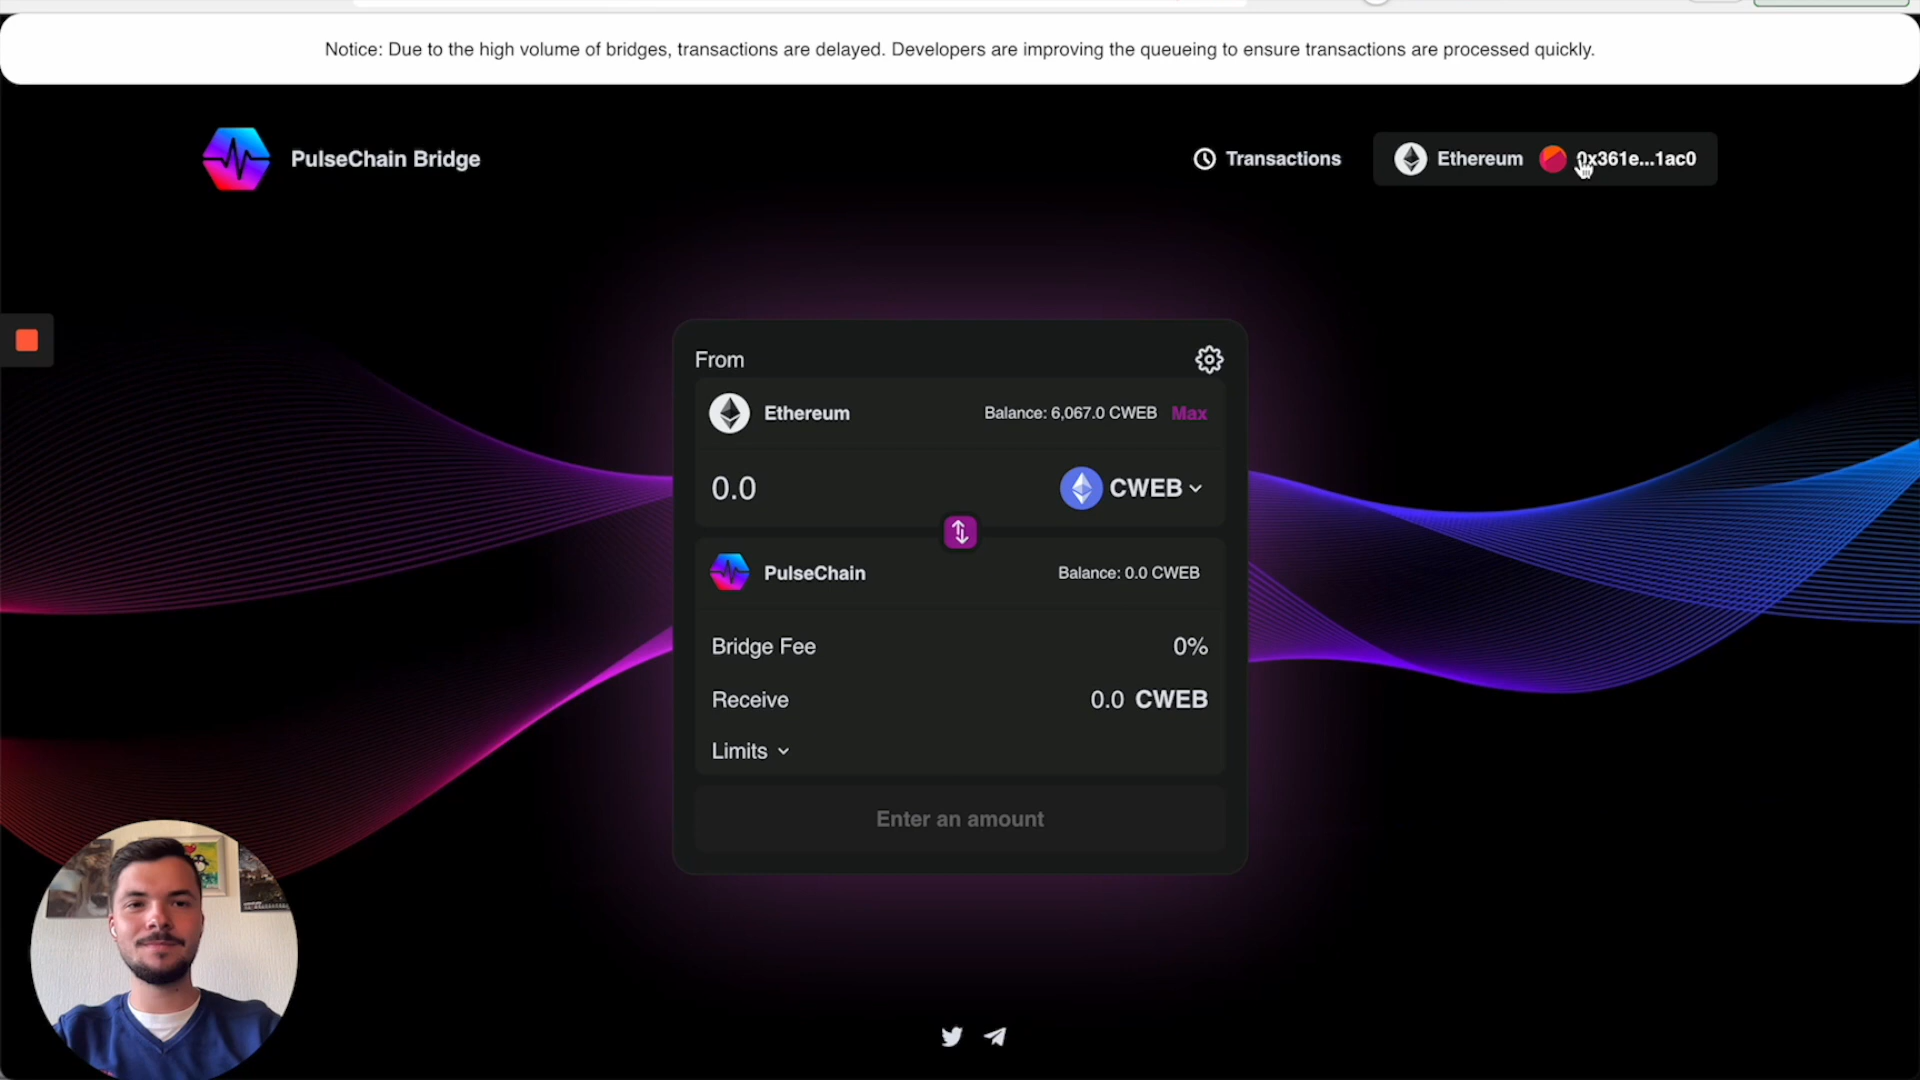 Notice: Due to the high volume of bridges, transactions are delayed. Developers are improving the queueing to ensure transactions are processed quickly.
PulseChain Bridge
Transactions
Ethereum
0x361e...1ac0
From
Ethereum
Balance: 6,067.0 CWEB Max
0.0
CWEB
PulseChain
Balance: 0.0 CWEB
Bridge Fee
0%
Receive
0.0 CWEB
Limits
Enter an amount